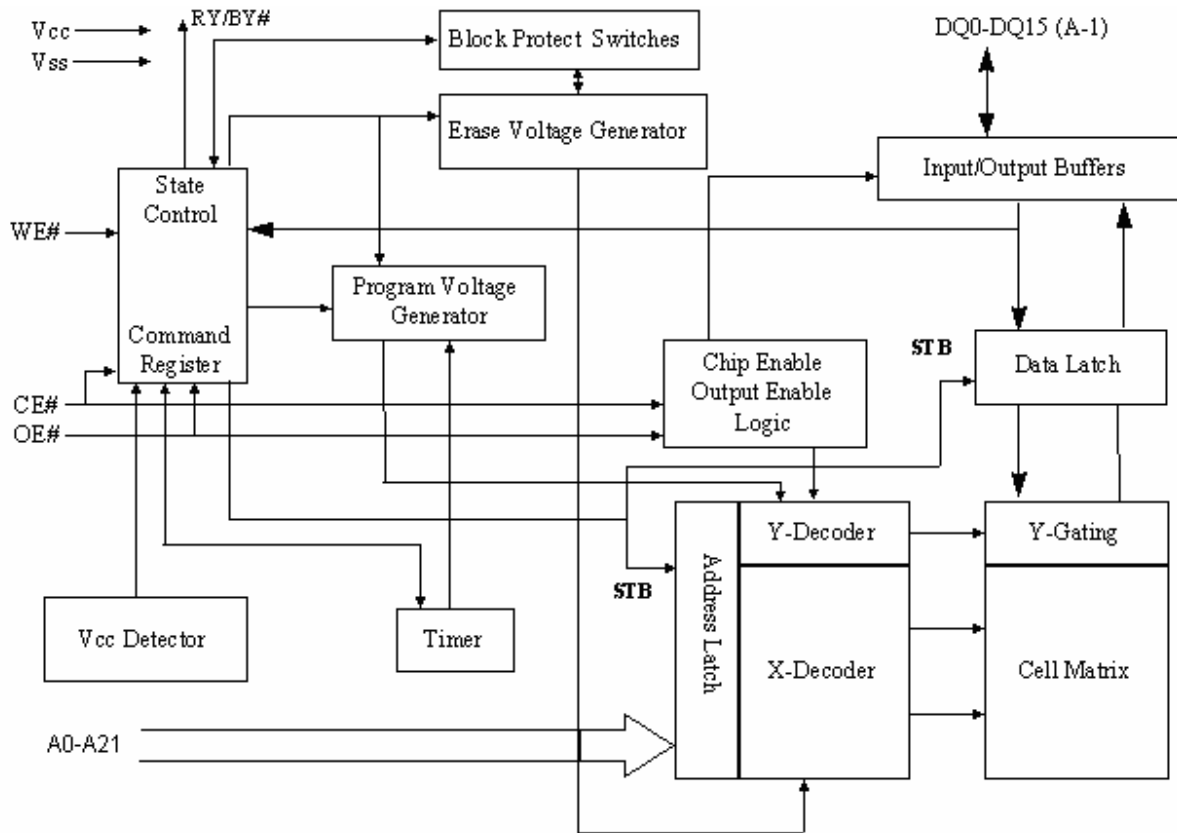 Vcc
Vss
RY/BY#
Block Protect Switches
DQ0-DQ15 (A-1)
Erase Voltage Generator
Input/Output Buffers
State
Control
WE#
Program Voltage
Generator
Command
Register
STB
Chip Enable
Output Enable
Logic
Data Latch
CE#
OE#
Address Latch
Y-Decoder
Y-Gating
STB
Vcc Detector
Timer
X-Decoder
Cell Matrix
A0-A21